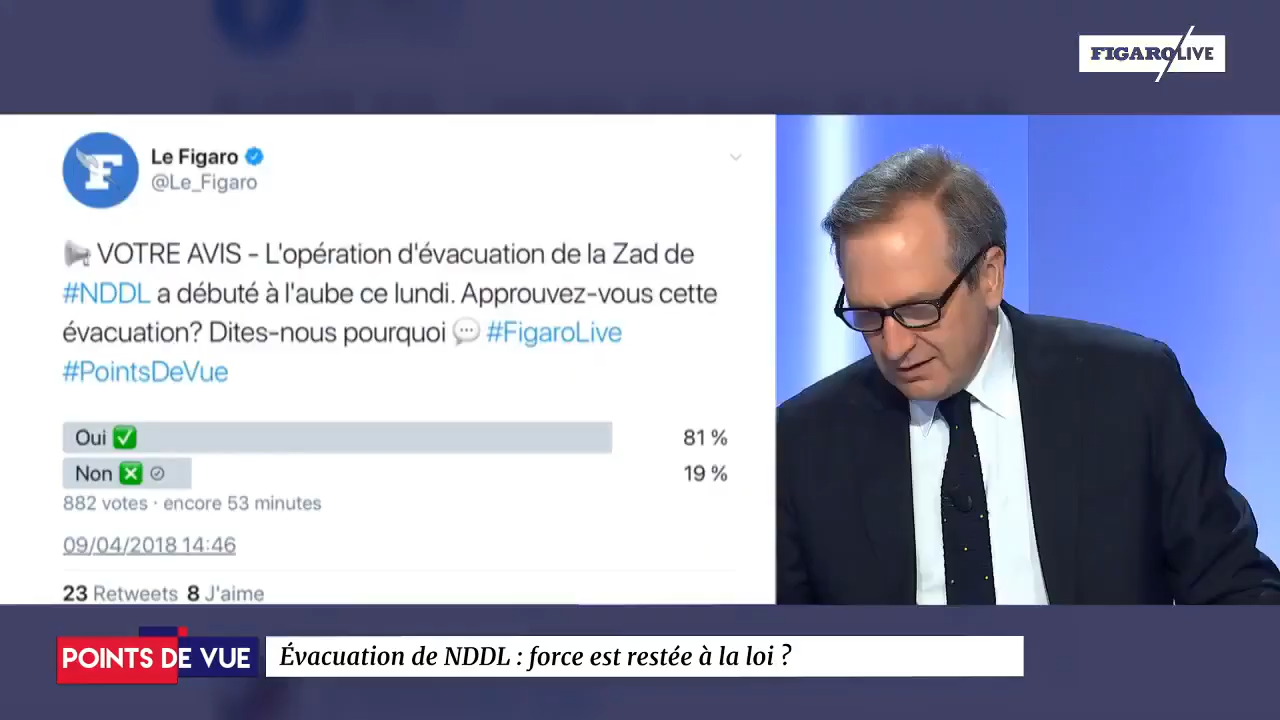 FIGARO LIVE
Le Figaro
@Le_Figaro
VOTRE AVIS - L'opération d'évacuation de la Zad de
#NDDL a débuté à l'aube ce lundi. Approuvez-vous cette
évacuation? Dites-nous pourquoi 💬 #FigaroLive
#PointsDeVue
Oui ✅ 81 %
Non ❎ 19 %
882 votes · encore 53 minutes
09/04/2018 14:46
23 Retweets 8 J'aime
POINTS DE VUE
Évacuation de NDDL : force est restée à la loi ?